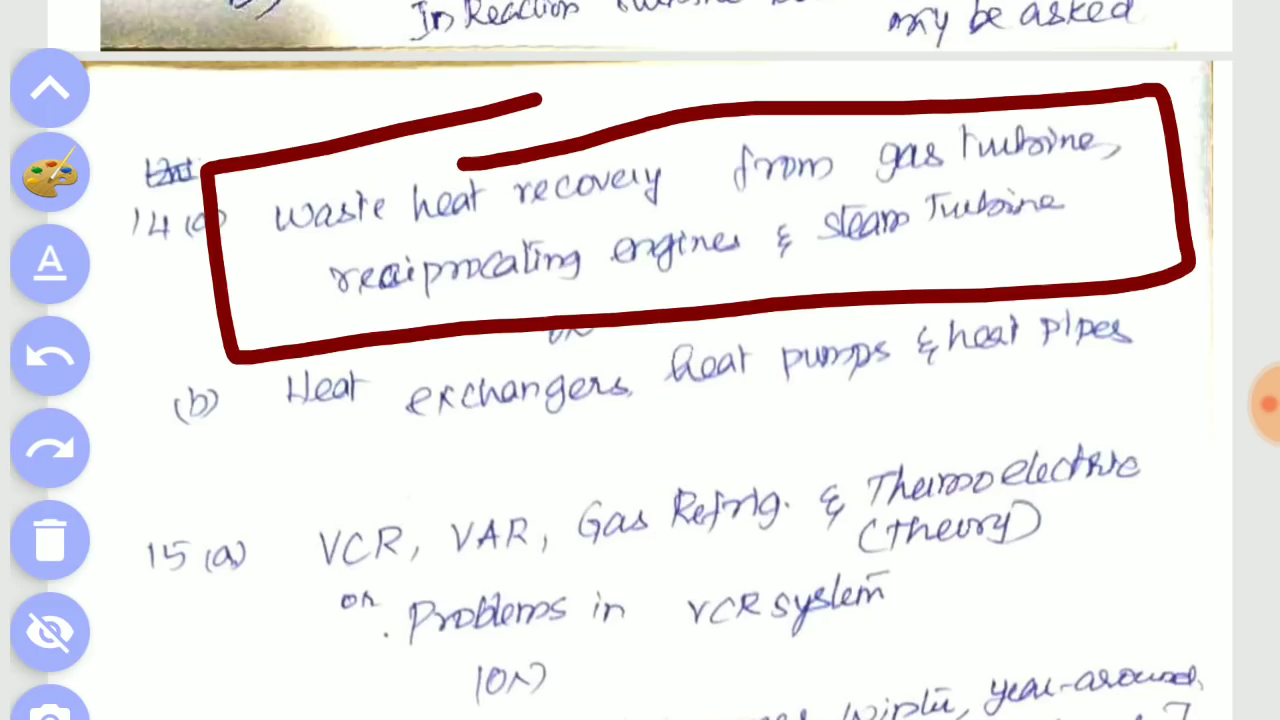 In Reaction
may be asked
14 (a) waste heat recovery from gas turbine,
reciprocating engines & steam Turbine
or
(b) Heat exchangers, heat pumps & heat pipes
15 (a) VCR, VAR, Gas Refrig. & Thermoelectric
(theory)
or Problems in VCR system
(or)
year-around,
A